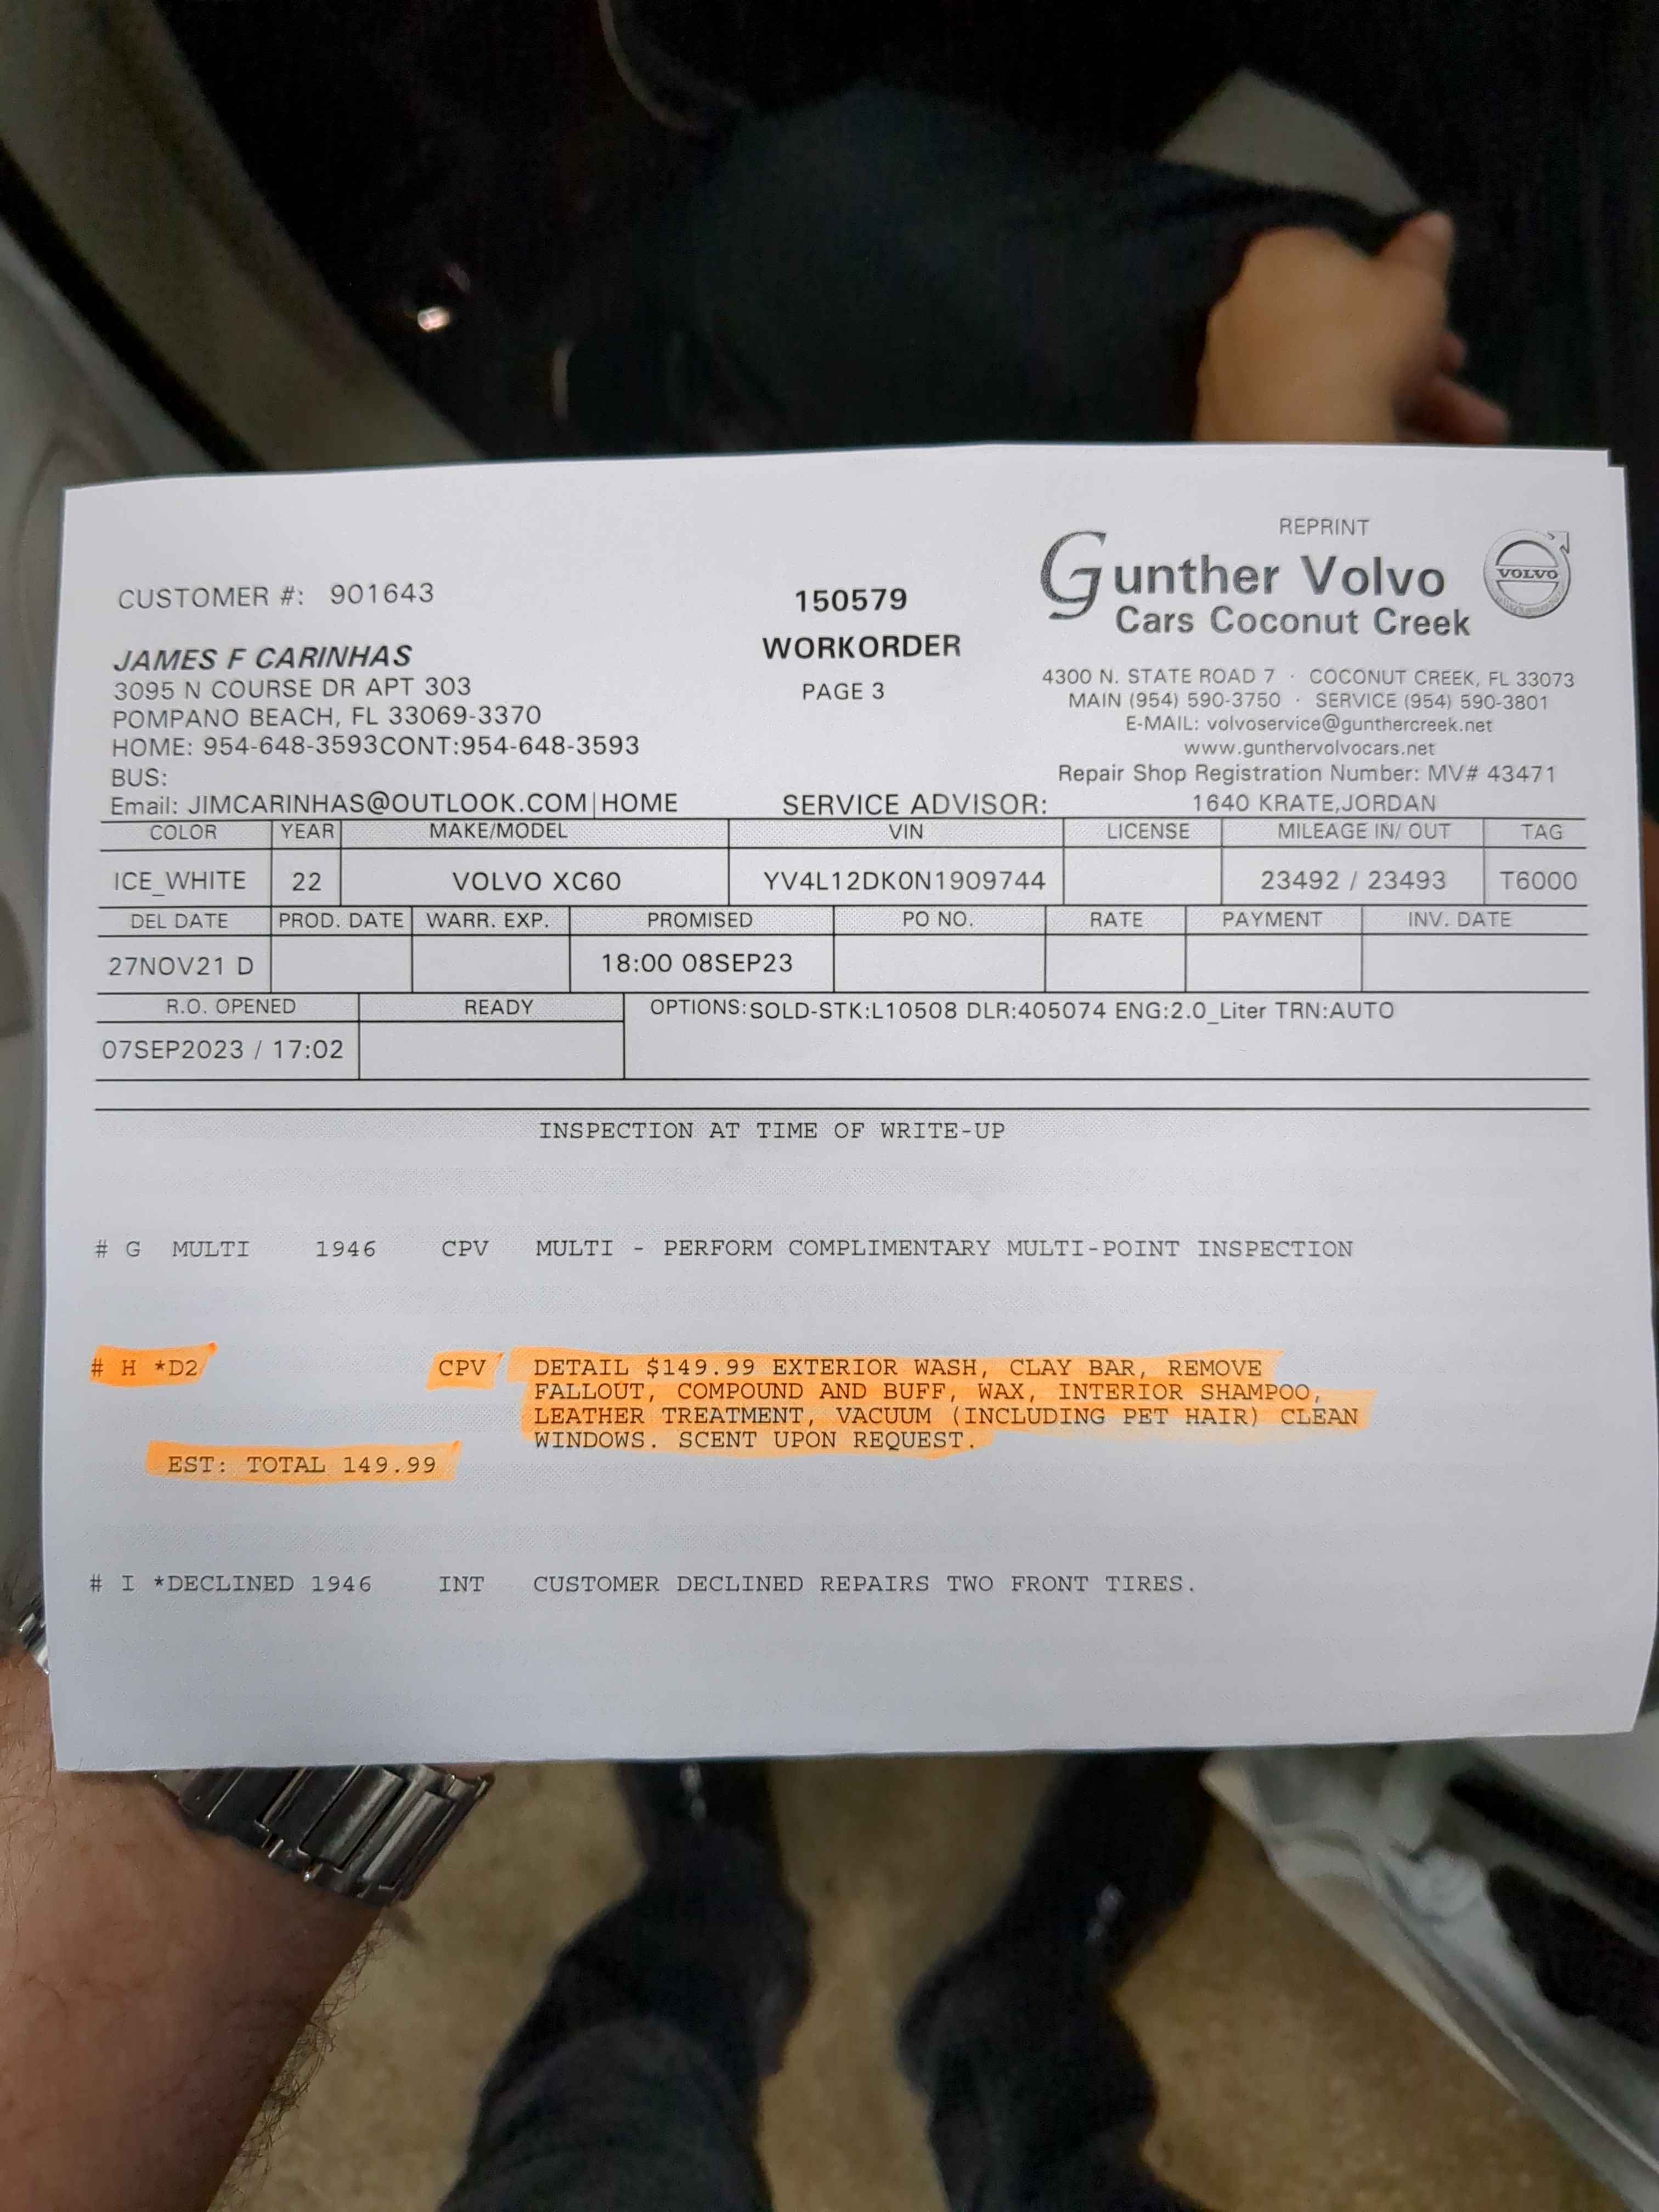 REPRINT
Gunther Volvo
Cars Coconut Creek
VOLVO
CUSTOMER #: 901643
150579
WORKORDER
PAGE 3
JAMES F CARINHAS
3095 N COURSE DR APT 303
POMPANO BEACH, FL 33069-3370
HOME: 954-648-3593CONT:954-648-3593
BUS:
Email: JIMCARINHAS@OUTLOOK.COM|HOME
4300 N. STATE ROAD 7 · COCONUT CREEK, FL 33073
MAIN (954) 590-3750 · SERVICE (954) 590-3801
E-MAIL: volvoservice@gunthercreek.net
www.gunthervolvocars.net
Repair Shop Registration Number: MV# 43471
SERVICE ADVISOR: 1640 KRATE,JORDAN
COLOR YEAR MAKE/MODEL VIN LICENSE MILEAGE IN/ OUT TAG
ICE_WHITE 22 VOLVO XC60 YV4L12DK0N1909744 23492 / 23493 T6000
DEL DATE PROD. DATE WARR. EXP. PROMISED PO NO. RATE PAYMENT INV. DATE
27NOV21 D 18:00 08SEP23
R.O. OPENED READY OPTIONS:SOLD-STK:L10508 DLR:405074 ENG:2.0_Liter TRN:AUTO
07SEP2023 / 17:02
INSPECTION AT TIME OF WRITE-UP
# G MULTI 1946 CPV MULTI - PERFORM COMPLIMENTARY MULTI-POINT INSPECTION
# H *D2 CPV DETAIL $149.99 EXTERIOR WASH, CLAY BAR, REMOVE
FALLOUT, COMPOUND AND BUFF, WAX, INTERIOR SHAMPOO,
LEATHER TREATMENT, VACUUM (INCLUDING PET HAIR) CLEAN
WINDOWS. SCENT UPON REQUEST.
EST: TOTAL 149.99
# I *DECLINED 1946 INT CUSTOMER DECLINED REPAIRS TWO FRONT TIRES.